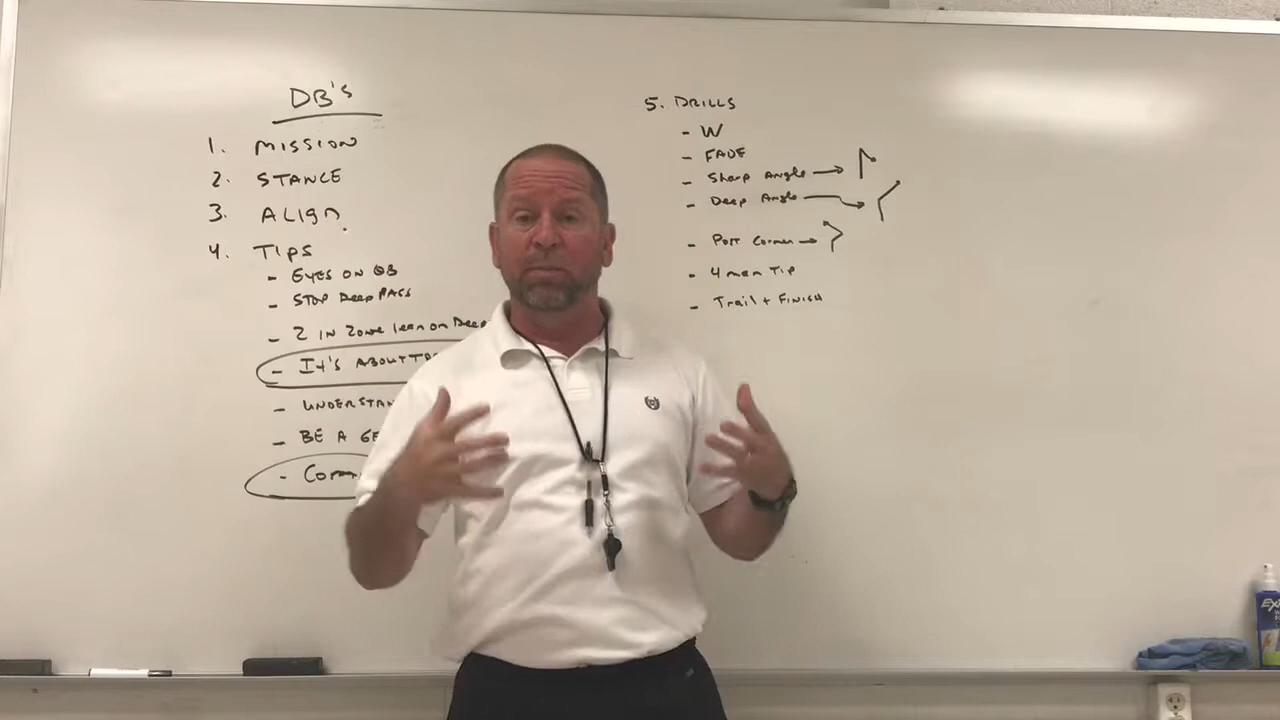 DB's
1. MISSION
2. STANCE
3. ALIGN
4. TIPS
- EYES ON QB
- STOP DEEP PASS
- 2 IN ZONE lean on Deep
- It's ABOUT
-
- BE A
-
5. DRILLS
- W
- FADE
- Sharp Angle
- Deep Angle
- Post Corner
- 4 man Tip
- Trail + FINISH